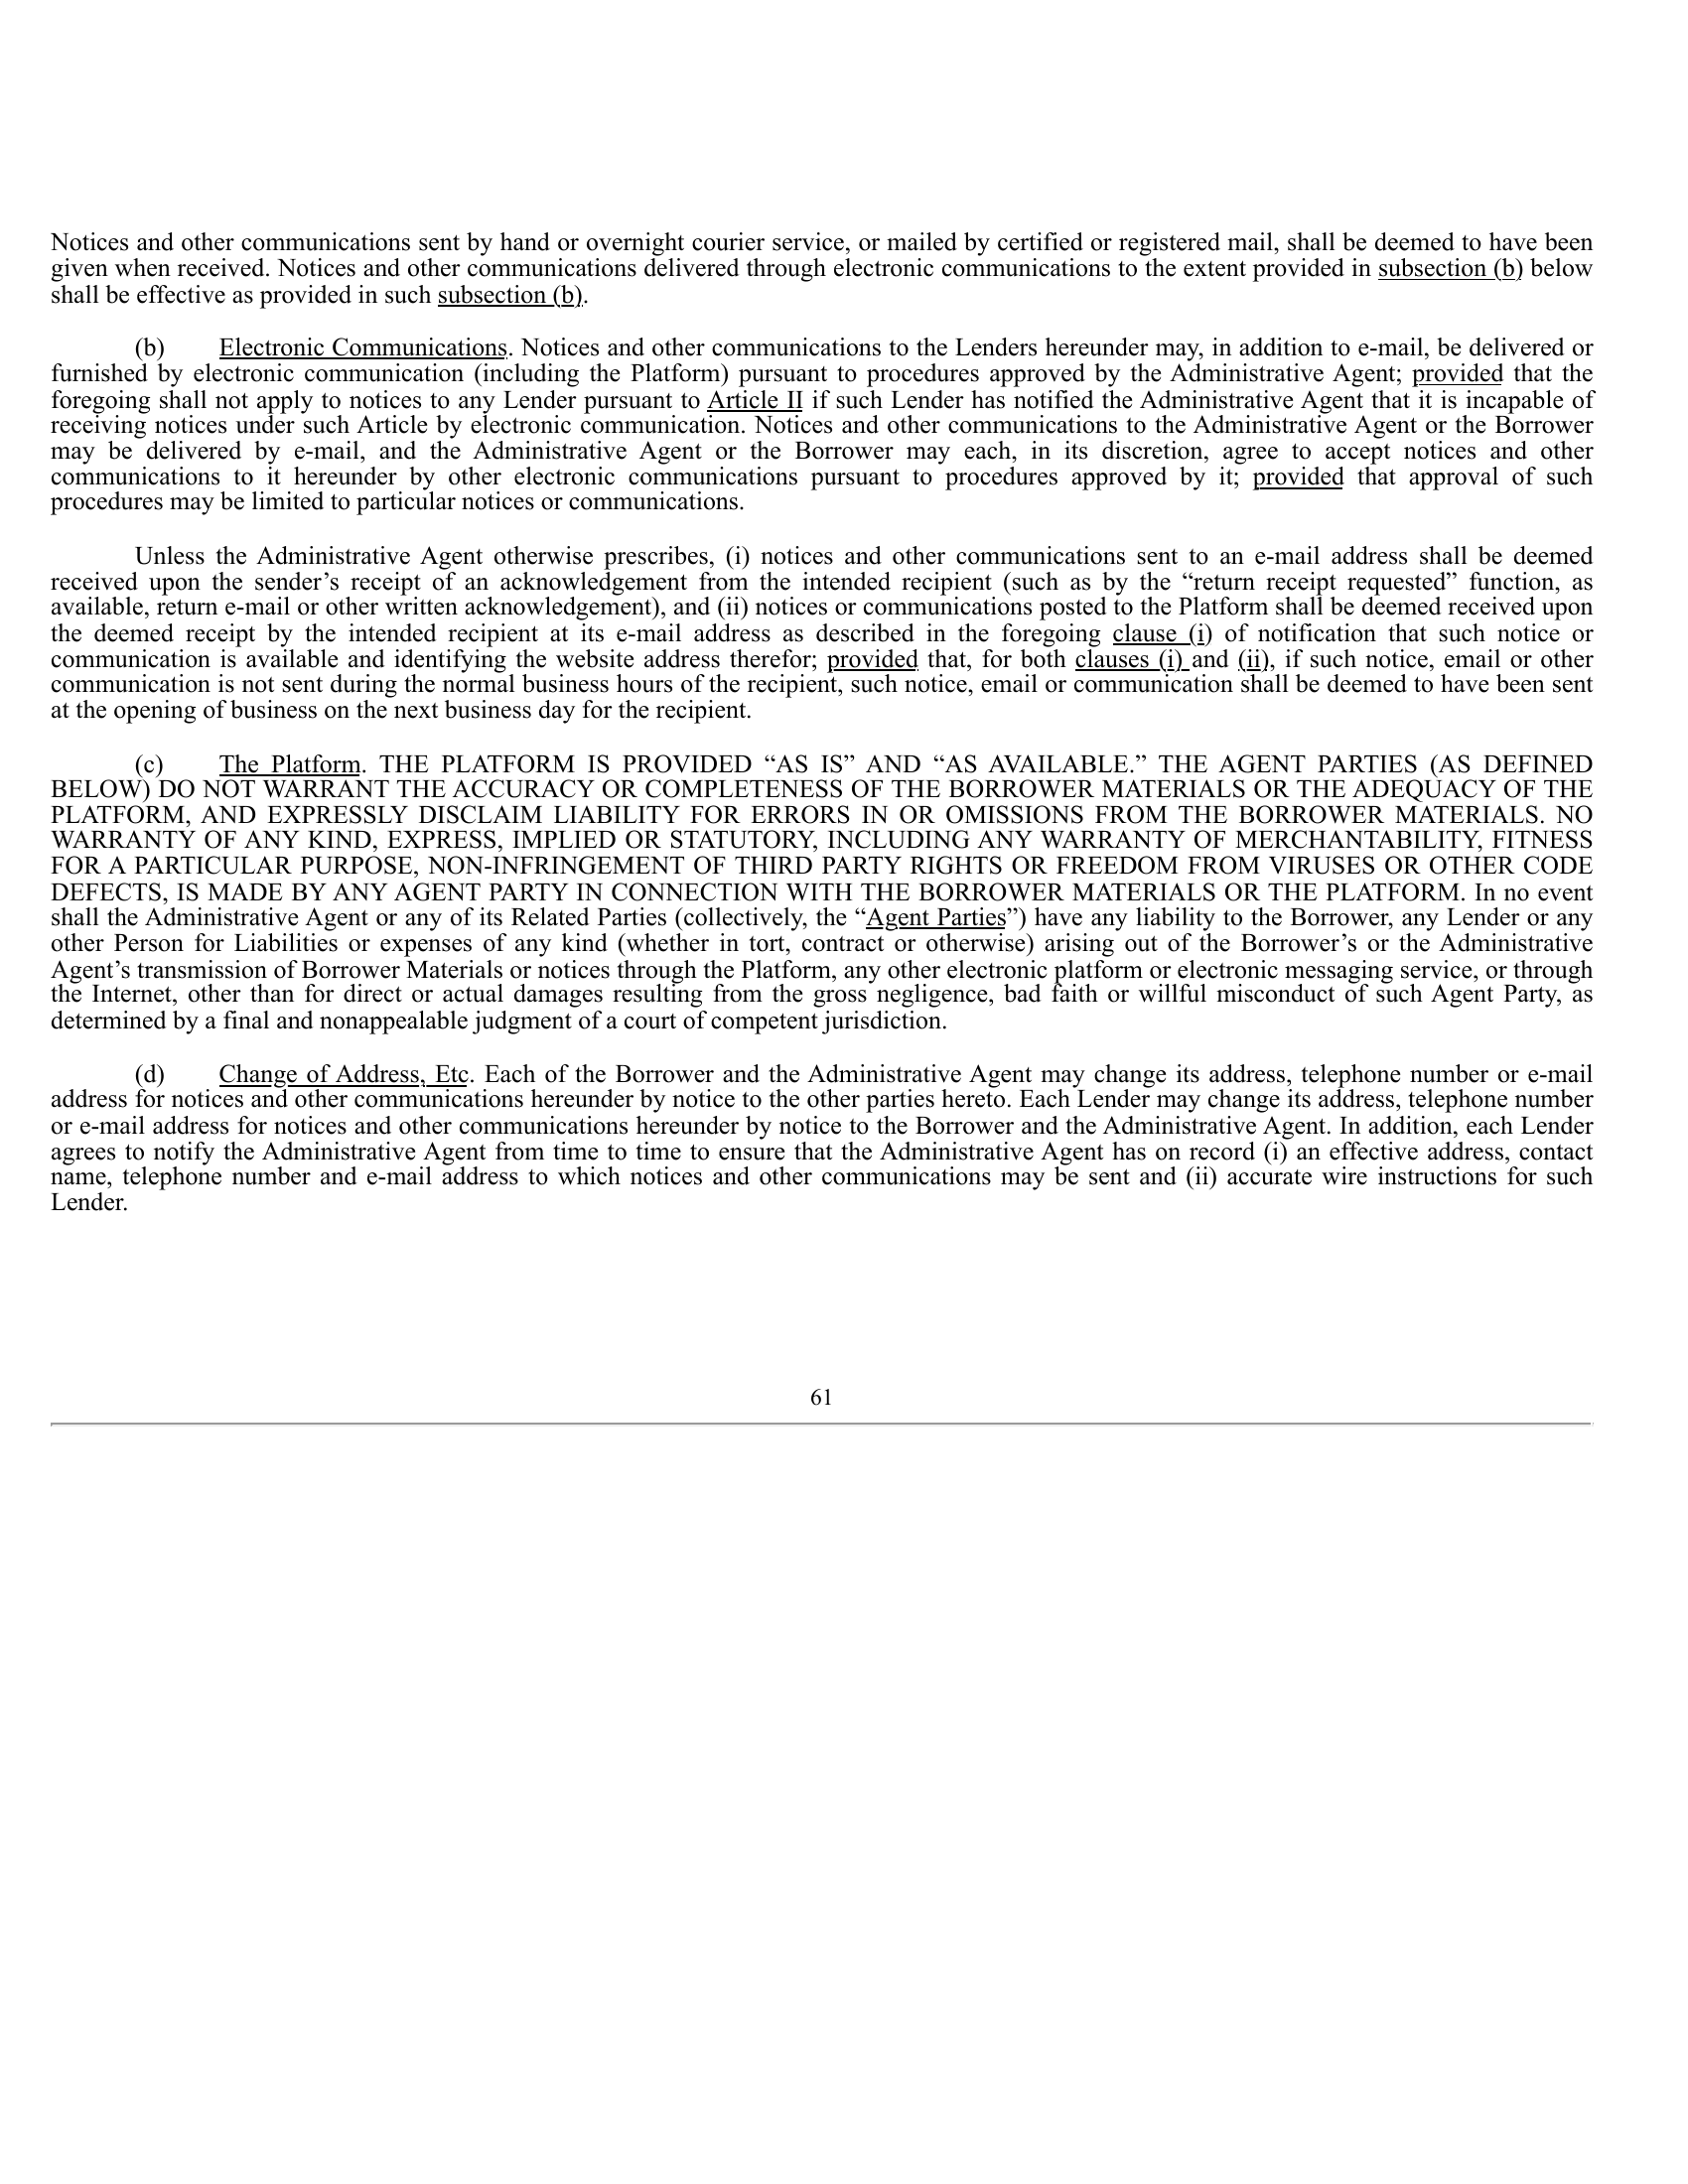 Notices and other communications sent by hand or overnight courier service, or mailed by certified or registered mail, shall be deemed to have been
given when received. Notices and other communications delivered through electronic communications to the extent provided in subsection (b) below
shall be effective as provided in such subsection (b).
(b) Electronic Communications. Notices and other communications to the Lenders hereunder may, in addition to e-mail, be delivered or
furnished by electronic communication (including the Platform) pursuant to procedures approved by the Administrative Agent; provided that the
foregoing shall not apply to notices to any Lender pursuant to Article II if such Lender has notified the Administrative Agent that it is incapable of
receiving notices under such Article by electronic communication. Notices and other communications to the Administrative Agent or the Borrower
may be delivered by e-mail, and the Administrative Agent or the Borrower may each, in its discretion, agree to accept notices and other
communications to it hereunder by other electronic communications pursuant to procedures approved by it; provided that approval of such
procedures may be limited to particular notices or communications.
Unless the Administrative Agent otherwise prescribes, (i) notices and other communications sent to an e-mail address shall be deemed
received upon the sender’s receipt of an acknowledgement from the intended recipient (such as by the “return receipt requested” function, as
available, return e-mail or other written acknowledgement), and (ii) notices or communications posted to the Platform shall be deemed received upon
the deemed receipt by the intended recipient at its e-mail address as described in the foregoing clause (i) of notification that such notice or
communication is available and identifying the website address therefor; provided that, for both clauses (i) and (ii), if such notice, email or other
communication is not sent during the normal business hours of the recipient, such notice, email or communication shall be deemed to have been sent
at the opening of business on the next business day for the recipient.
(c) The Platform. THE PLATFORM IS PROVIDED “AS IS” AND “AS AVAILABLE.” THE AGENT PARTIES (AS DEFINED
BELOW) DO NOT WARRANT THE ACCURACY OR COMPLETENESS OF THE BORROWER MATERIALS OR THE ADEQUACY OF THE
PLATFORM, AND EXPRESSLY DISCLAIM LIABILITY FOR ERRORS IN OR OMISSIONS FROM THE BORROWER MATERIALS. NO
WARRANTY OF ANY KIND, EXPRESS, IMPLIED OR STATUTORY, INCLUDING ANY WARRANTY OF MERCHANTABILITY, FITNESS
FOR A PARTICULAR PURPOSE, NON-INFRINGEMENT OF THIRD PARTY RIGHTS OR FREEDOM FROM VIRUSES OR OTHER CODE
DEFECTS, IS MADE BY ANY AGENT PARTY IN CONNECTION WITH THE BORROWER MATERIALS OR THE PLATFORM. In no event
shall the Administrative Agent or any of its Related Parties (collectively, the “Agent Parties”) have any liability to the Borrower, any Lender or any
other Person for Liabilities or expenses of any kind (whether in tort, contract or otherwise) arising out of the Borrower’s or the Administrative
Agent’s transmission of Borrower Materials or notices through the Platform, any other electronic platform or electronic messaging service, or through
the Internet, other than for direct or actual damages resulting from the gross negligence, bad faith or willful misconduct of such Agent Party, as
determined by a final and nonappealable judgment of a court of competent jurisdiction.
(d) Change of Address, Etc. Each of the Borrower and the Administrative Agent may change its address, telephone number or e-mail
address for notices and other communications hereunder by notice to the other parties hereto. Each Lender may change its address, telephone number
or e-mail address for notices and other communications hereunder by notice to the Borrower and the Administrative Agent. In addition, each Lender
agrees to notify the Administrative Agent from time to time to ensure that the Administrative Agent has on record (i) an effective address, contact
name, telephone number and e-mail address to which notices and other communications may be sent and (ii) accurate wire instructions for such
Lender.
61